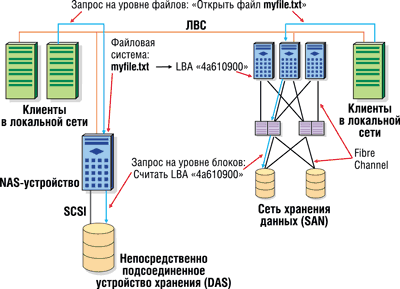 Запрос на уровне файлов: «Открыть файл myfile.txt»
ЛВС
Файловая
система:
myfile.txt → LBA «4a610900»
Клиенты
в локальной сети
Клиенты
в локальной
сети
NAS-устройство
Запрос на уровне блоков:
Считать LBA «4a610900»
Fibre
Channel
SCSI
Сеть хранения
данных (SAN)
Непосредственно
подсоединенное
устройство хранения (DAS)